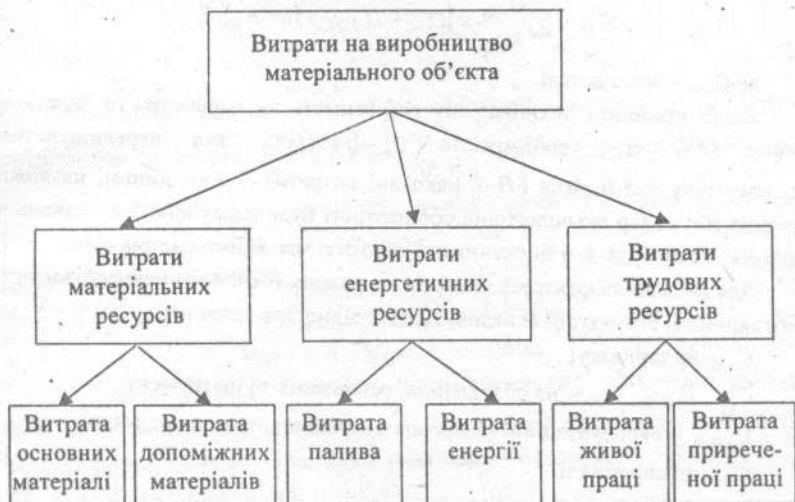 Витрати на виробництво
матеріального об’єкта
Витрати
матеріальних
ресурсів
Витрати
енергетичних
ресурсів
Витрати
трудових
ресурсів
Витрата
основних
матеріалі
Витрата
допоміжних
матеріалів
Витрата
палива
Витрата
енергії
Витрата
живої
праці
Витрата
прирече-
ної праці